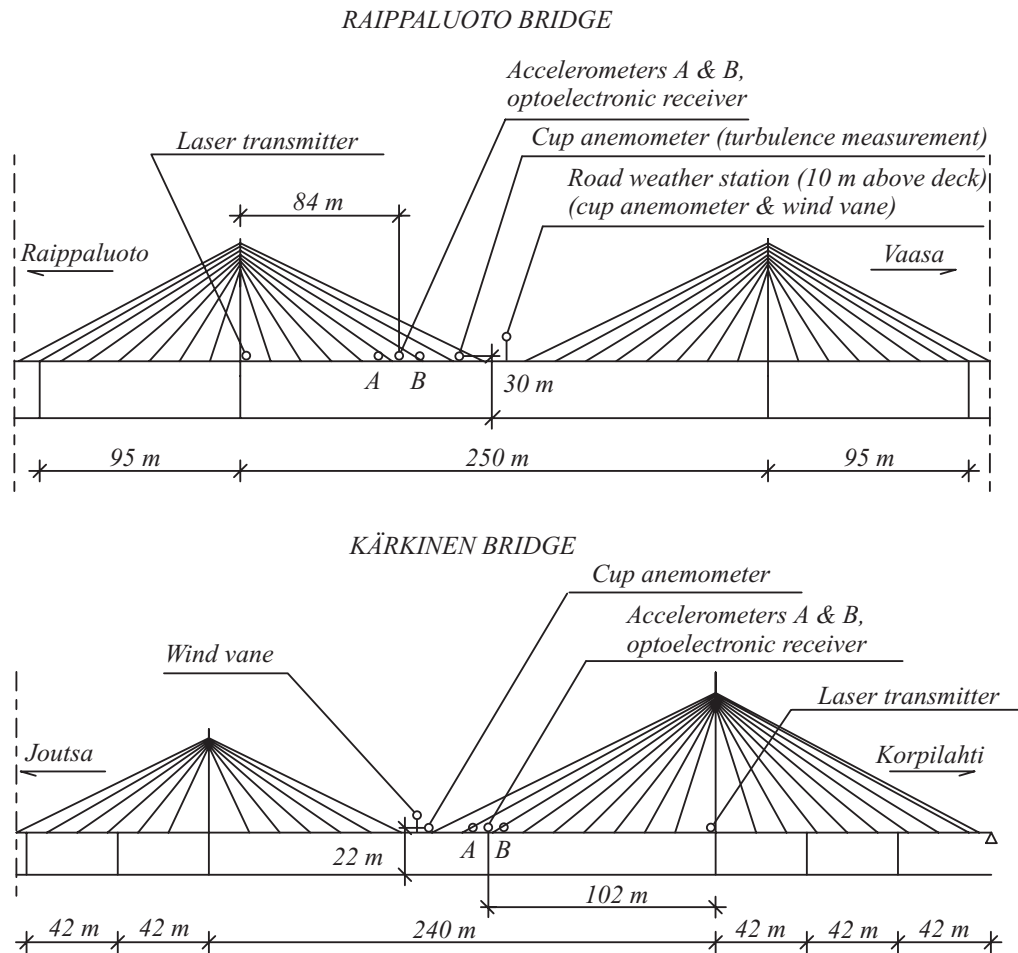 RAIPPALUOTO BRIDGE
Accelerometers A & B,
optoelectronic receiver
Laser transmitter
Cup anemometer (turbulence measurement)
Road weather station (10 m above deck)
(cup anemometer & wind vane)
84 m
Raippaluoto
Vaasa
A
B
30 m
95 m
250 m
95 m
KÄRKINEN BRIDGE
Cup anemometer
Accelerometers A & B,
optoelectronic receiver
Wind vane
Laser transmitter
Joutsa
Korpilahti
A
B
22 m
102 m
42 m
42 m
240 m
42 m
42 m
42 m